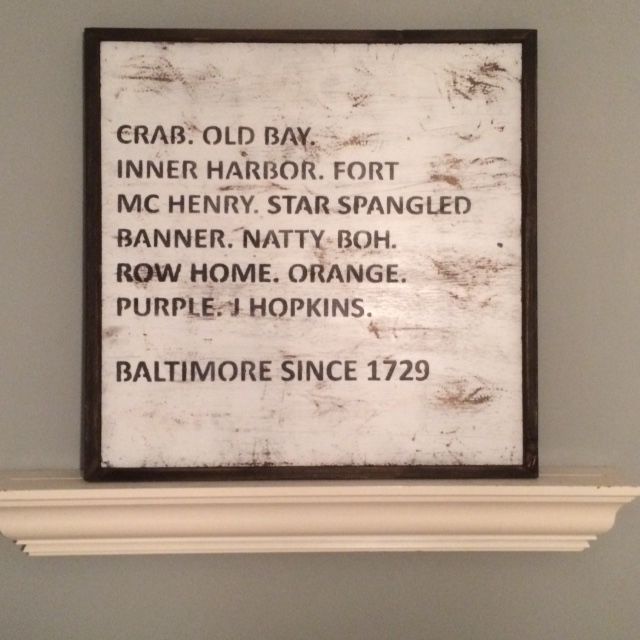 CRAB. OLD BAY.
INNER HARBOR. FORT
MC HENRY. STAR SPANGLED
BANNER. NATTY BOH.
ROW HOME. ORANGE.
PURPLE. J HOPKINS.
BALTIMORE SINCE 1729